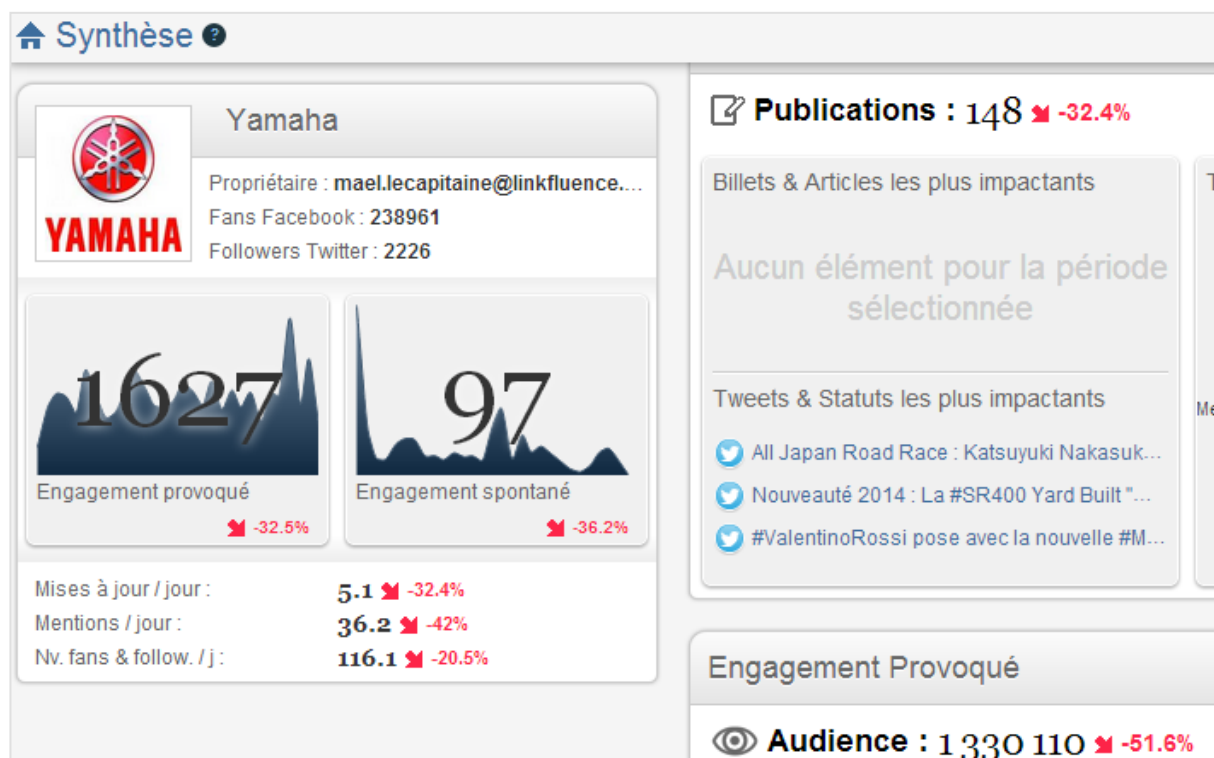 Synthèse ?
Yamaha
YAMAHA
Propriétaire : mael.lecapitaine@linkfluence....
Fans Facebook : 238961
Followers Twitter : 2226
1627
Engagement provoqué
-32.5%
97
Engagement spontané
-36.2%
Mises à jour / jour : 5.1 -32.4%
Mentions / jour : 36.2 -42%
Nv. fans & follow. / j : 116.1 -20.5%
Publications : 148 -32.4%
Billets & Articles les plus impactants
Aucun élément pour la période
sélectionnée
Tweets & Statuts les plus impactants
All Japan Road Race : Katsuyuki Nakasuk...
Nouveauté 2014 : La #SR400 Yard Built "...
#ValentinoRossi pose avec la nouvelle #M...
Engagement Provoqué
Audience : 1 330 110 -51.6%